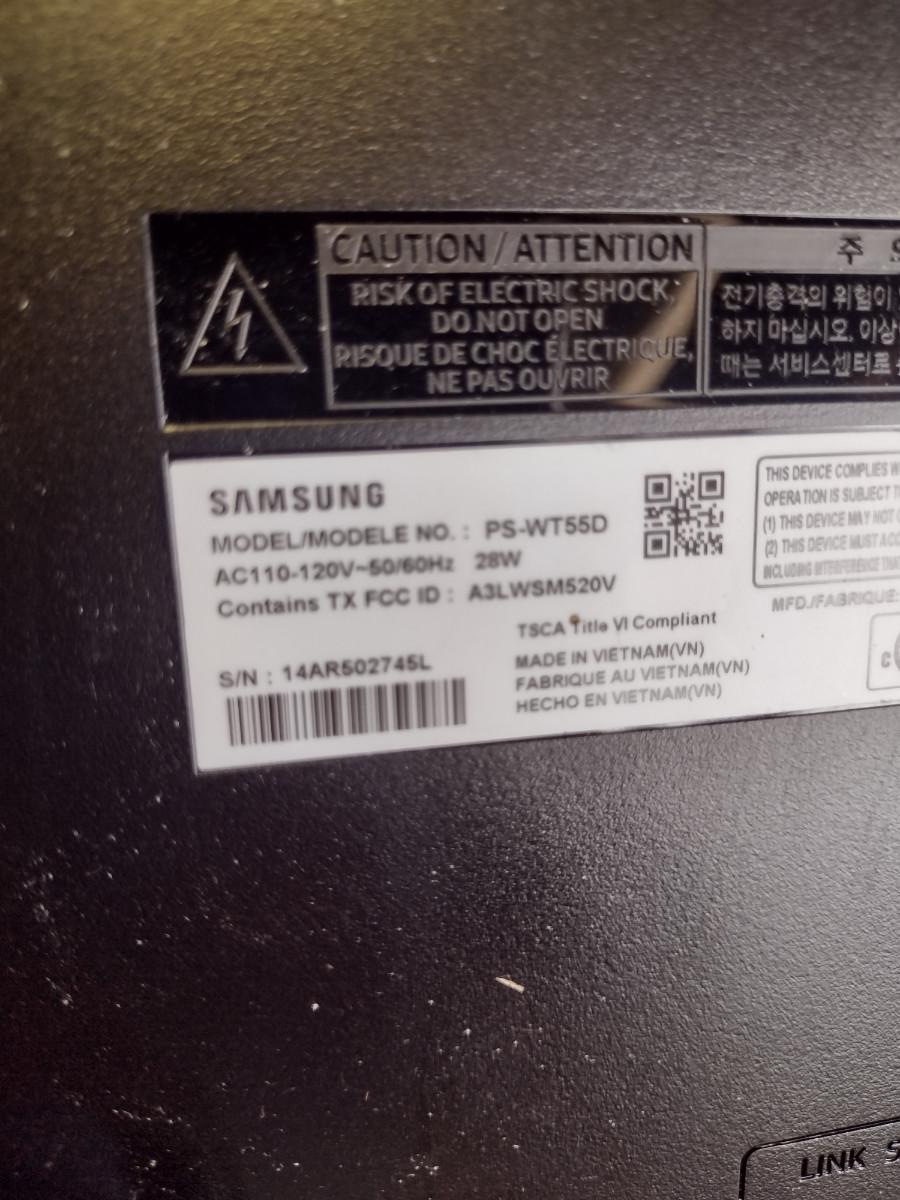 CAUTION / ATTENTION
RISK OF ELECTRIC SHOCK,
DO NOT OPEN
RISQUE DE CHOC ÉLECTRIQUE,
NE PAS OUVRIR
주
전기충격의 위험이
하지 마십시오. 이상
때는 서비스센터로
SAMSUNG
MODEL/MODELE NO. : PS-WT55D
AC110-120V~50/60Hz 28W
Contains TX FCC ID : A3LWSM520V
S/N : 14AR502745L
TSCA Title VI Compliant
MADE IN VIETNAM(VN)
FABRIQUE AU VIETNAM(VN)
HECHO EN VIETNAM(VN)
THIS DEVICE COMPLIES
OPERATION IS SUBJECT
(1) THIS DEVICE MAY NOT
(2) THIS DEVICE MUST
INCLUDING INTERFERENCE
MFD./FABRIQUE:
C
LINK